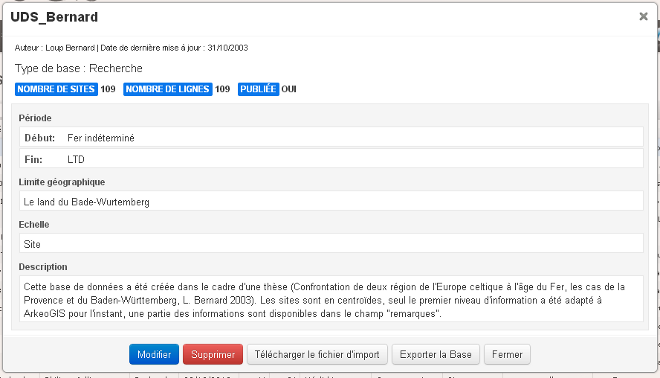 UDS_Bernard
Auteur : Loup Bernard | Date de dernière mise à jour : 31/10/2003
Type de base : Recherche
NOMBRE DE SITES 109 NOMBRE DE LIGNES 109 PUBLIÉE OUI
Période
Début: Fer indéterminé
Fin: LTD
Limite géographique
Le land du Bade-Wurtemberg
Echelle
Site
Description
Cette base de données a été créée dans le cadre d'une thèse (Confrontation de deux région de l'Europe celtique à l'âge du Fer, les cas de la
Provence et du Baden-Württemberg, L. Bernard 2003). Les sites sont en centroïdes, seul le premier niveau d'information a été adapté à
ArkeoGIS pour l'instant, une partie des informations sont disponibles dans le champ "remarques".
Modifier Supprimer Télécharger le fichier d'import Exporter la Base Fermer